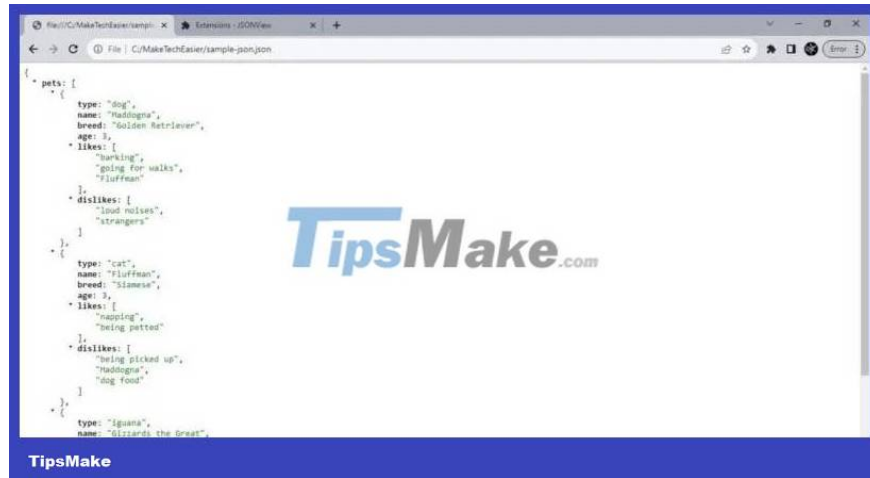 file:///C:/MakeTechEasier/sampl
Extensions - JSONView
File | C:/MakeTechEasier/sample-json.json
Error
{
pets: [
{
type: "dog",
name: "Maddogna",
breed: "Golden Retriever",
age: 3,
likes: [
"barking",
"going for walks",
"Fluffman"
],
dislikes: [
"loud noises",
"strangers"
]
},
{
type: "cat",
name: "Fluffman",
breed: "Siamese",
age: 3,
likes: [
"napping",
"being petted"
],
dislikes: [
"being picked up",
"Maddogna",
"dog food"
]
},
{
type: "iguana",
name: "Gizzards the Great",
TipsMake.com
TipsMake